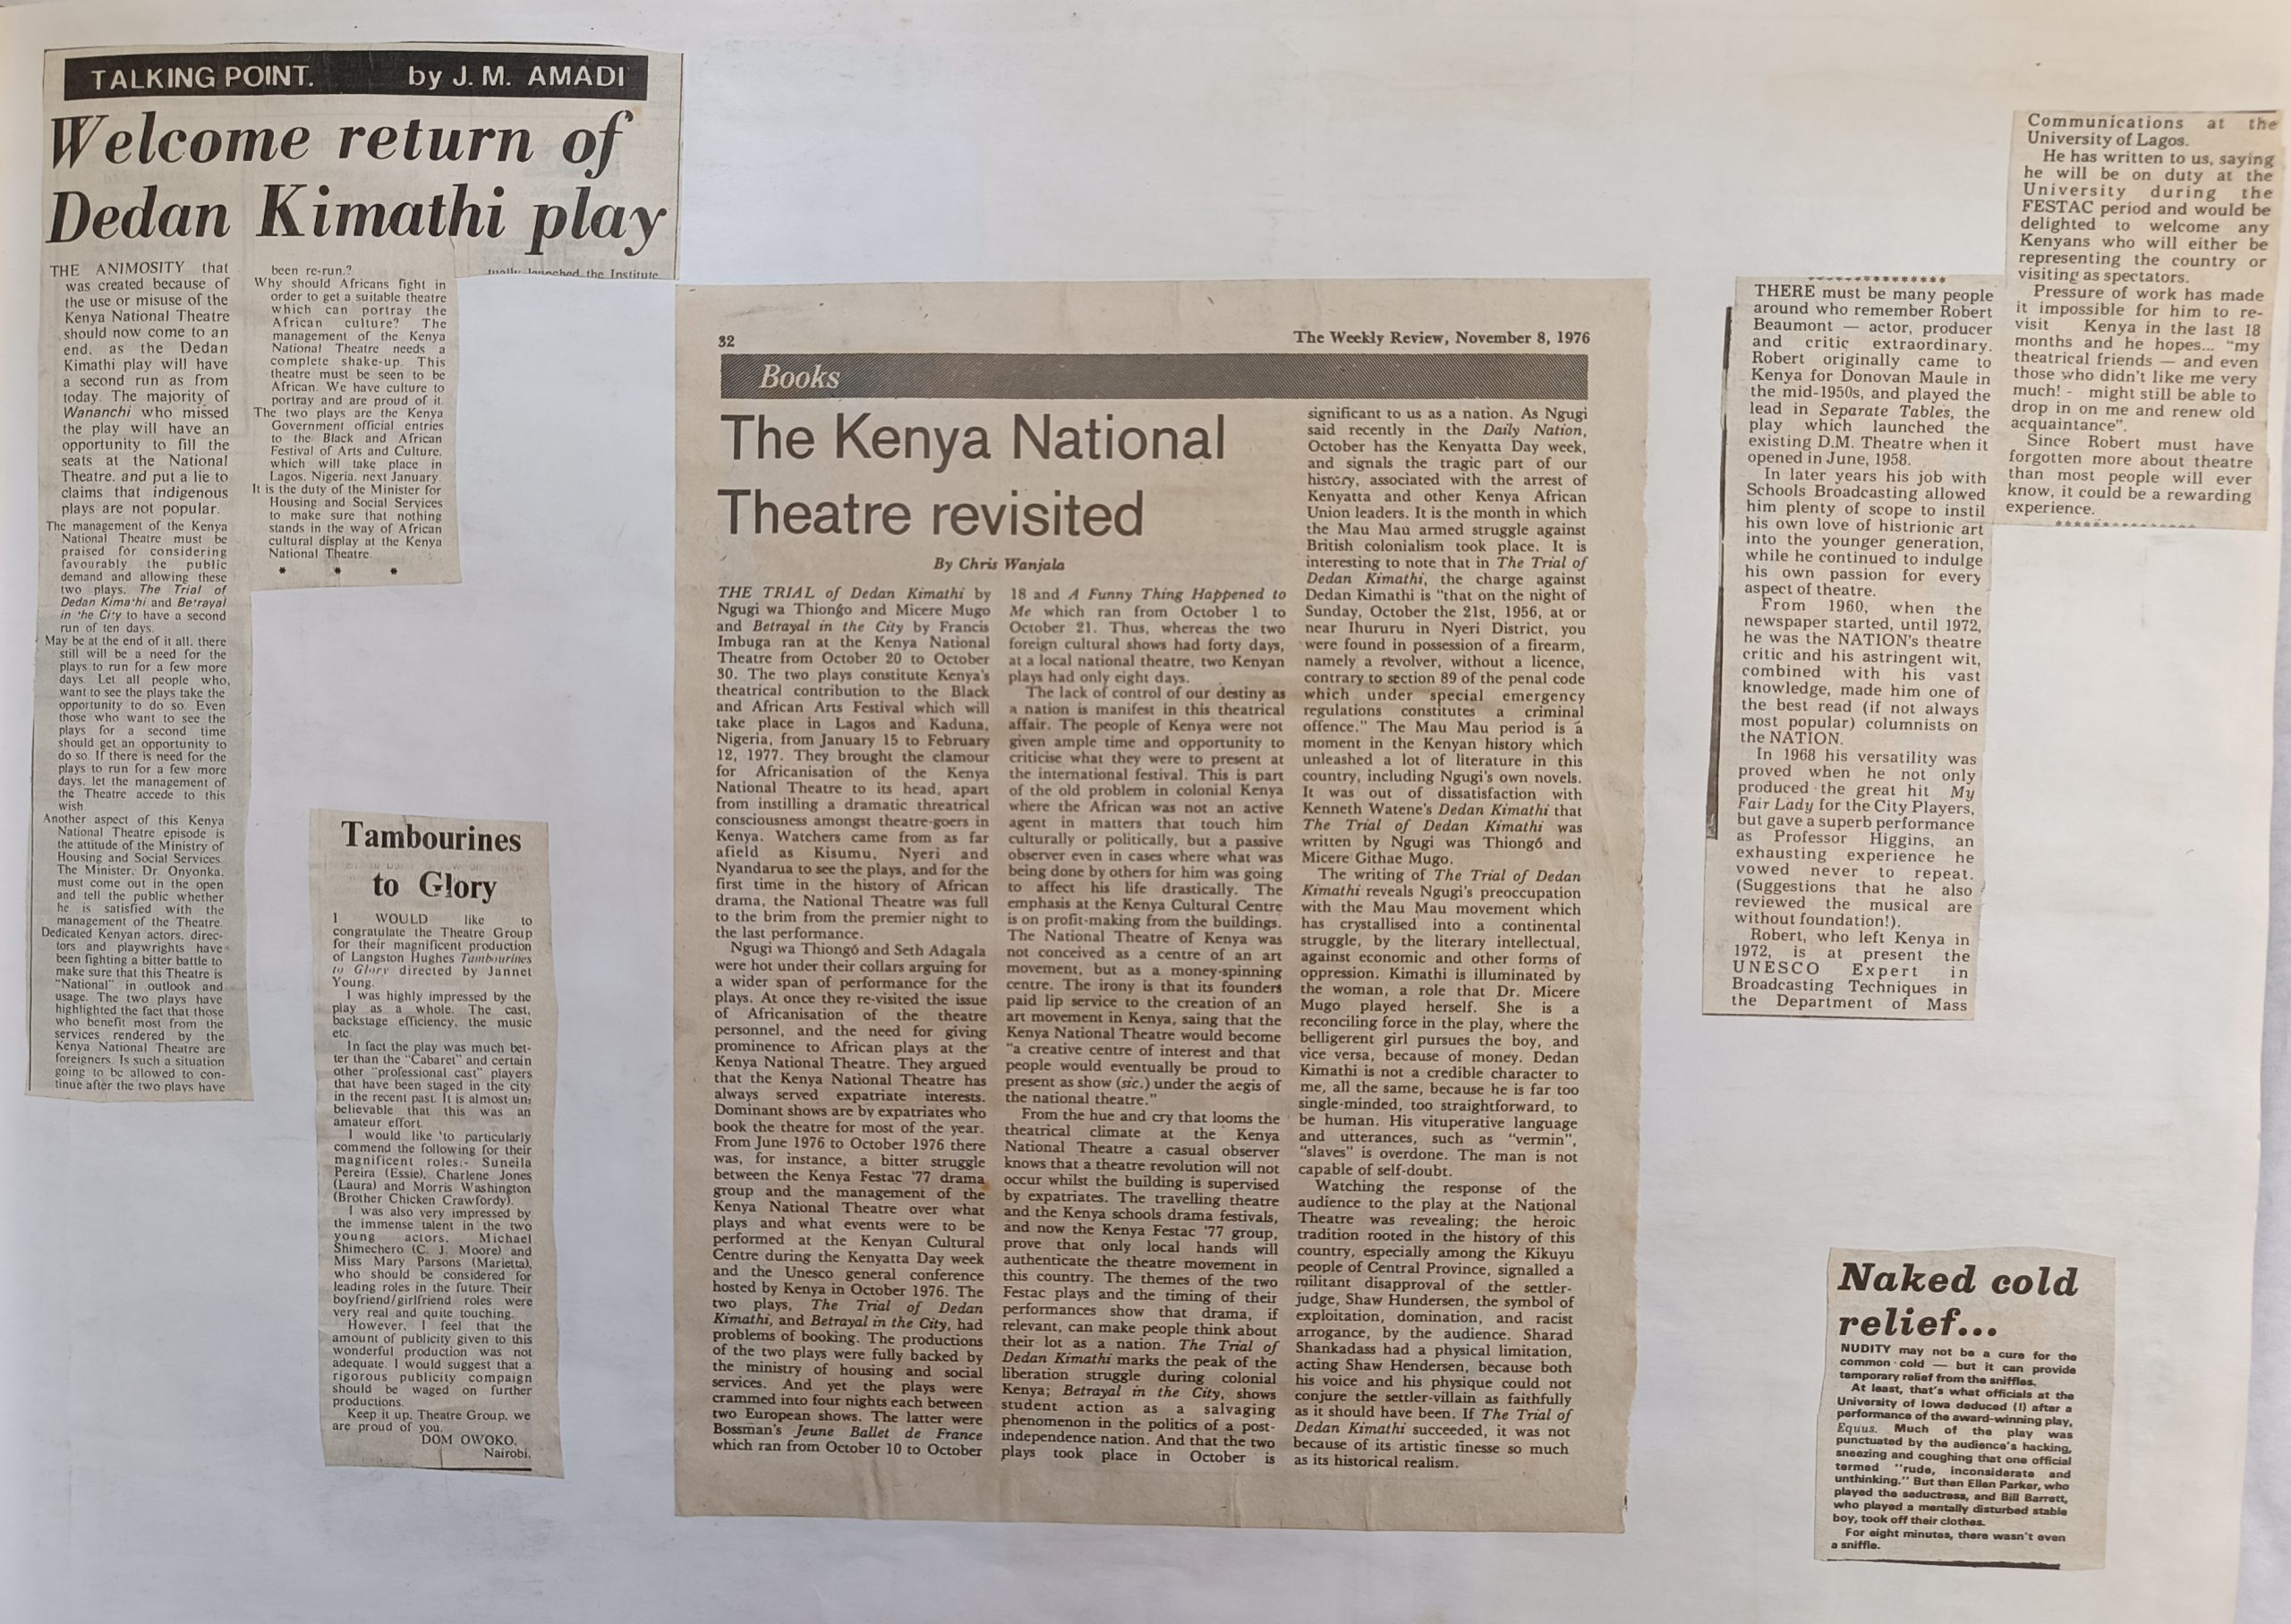 TALKING POINT. by J. M. AMADI
Welcome return of
Dedan Kimathi play
THE ANIMOSITY that
was created because of
the use or misuse of the
Kenya National Theatre
should now come to an
end, as the Dedan
Kimathi play will have
a second run as from
today. The majority of
Wananchi who missed
the play will have an
opportunity to fill the
seats at the National
Theatre, and put a lie to
claims that indigenous
plays are not popular.
The management of the Kenya
National Theatre must be
praised for considering
favourably the public
demand and allowing these
two plays, The Trial of
Dedan Kimathi and Betrayal
in the City to have a second
run of ten days.
May be at the end of it all, there
still will be a need for the
plays to run for a few more
days. Let all people who,
want to see the plays take the
opportunity to do so. Even
those who want to see the
plays for a second time
should get an opportunity to
do so. If there is need for the
plays to run for a few more
days, let the management of
the Theatre accede to this
wish
Another aspect of this Kenya
National Theatre episode is
the attitude of the Ministry of
Housing and Social Services.
The Minister, Dr. Onyonka,
must come out in the open
and tell the public whether
he is satisfied with the
management of the Theatre.
Dedicated Kenyan actors, direc-
tors and playwrights have
been fighting a bitter battle to
make sure that this Theatre is
"National" in outlook and
usage. The two plays have
highlighted the fact that those
who benefit most from the
services rendered by the
Kenya National Theatre are
foreigners. Is such a situation
going to be allowed to con-
tinue after the two plays have
been re-run.?
Why should Africans fight in
order to get a suitable theatre
which can portray the
African culture? The
management of the Kenya
National Theatre needs a
complete shake-up. This
theatre must be seen to be
African. We have culture to
portray and are proud of it.
The two plays are the Kenya
Government official entries
to the Black and African
Festival of Arts and Culture,
which will take place in
Lagos, Nigeria, next January.
It is the duty of the Minister for
Housing and Social Services
to make sure that nothing
stands in the way of African
cultural display at the Kenya
National Theatre.
* * *
launched the Institute
Tambourines
to Glory
I WOULD like to
congratulate the Theatre Group
for their magnificent production
of Langston Hughes Tambourines
to Glory directed by Jannet
Young.
I was highly impressed by the
play as a whole. The cast,
backstage efficiency, the music
etc.
In fact the play was much bet-
ter than the "Cabaret" and certain
other "professional cast" players
that have been staged in the city
in the recent past. It is almost un-
believable that this was an
amateur effort.
I would like to particularly
commend the following for their
magnificent roles:- Suneila
Pereira (Essie), Charlene Jones
(Laura) and Morris Washington
(Brother Chicken Crawfordy).
I was also very impressed by
the immense talent in the two
young actors, Michael
Shimechero (C. J. Moore) and
Miss Mary Parsons (Marietta),
who should be considered for
leading roles in the future. Their
boyfriend/girlfriend roles were
very real and quite touching.
However, I feel that the
amount of publicity given to this
wonderful production was not
adequate. I would suggest that a
rigorous publicity campaign
should be waged on further
productions.
Keep it up, Theatre Group, we
are proud of you.
DOM OWOKO,
Nairobi.
32 The Weekly Review, November 8, 1976
Books
The Kenya National
Theatre revisited
By Chris Wanjala
THE TRIAL of Dedan Kimathi by
Ngugi wa Thiongo and Micere Mugo
and Betrayal in the City by Francis
Imbuga ran at the Kenya National
Theatre from October 20 to October
30. The two plays constitute Kenya's
theatrical contribution to the Black
and African Arts Festival which will
take place in Lagos and Kaduna,
Nigeria, from January 15 to February
12, 1977. They brought the clamour
for Africanisation of the Kenya
National Theatre to its head, apart
from instilling a dramatic threatrical
consciousness amongst theatre-goers in
Kenya. Watchers came from as far
afield as Kisumu, Nyeri and
Nyandarua to see the plays, and for the
first time in the history of African
drama, the National Theatre was full
to the brim from the premier night to
the last performance.
Ngugi wa Thiongó and Seth Adagala
were hot under their collars arguing for
a wider span of performance for the
plays. At once they re-visited the issue
of Africanisation of the theatre
personnel, and the need for giving
prominence to African plays at the
Kenya National Theatre. They argued
that the Kenya National Theatre has
always served expatriate interests.
Dominant shows are by expatriates who
book the theatre for most of the year.
From June 1976 to October 1976 there
was, for instance, a bitter struggle
between the Kenya Festac '77 drama
group and the management of the
Kenya National Theatre over what
plays and what events were to be
performed at the Kenyan Cultural
Centre during the Kenyatta Day week
and the Unesco general conference
hosted by Kenya in October 1976. The
two plays, The Trial of Dedan
Kimathi, and Betrayal in the City, had
problems of booking. The productions
of the two plays were fully backed by
the ministry of housing and social
services. And yet the plays were
crammed into four nights each between
two European shows. The latter were
Bossman's Jeune Ballet de France
which ran from October 10 to October
18 and A Funny Thing Happened to
Me which ran from October 1 to
October 21. Thus, whereas the two
foreign cultural shows had forty days,
at a local national theatre, two Kenyan
plays had only eight days.
The lack of control of our destiny as
a nation is manifest in this theatrical
affair. The people of Kenya were not
given ample time and opportunity to
criticise what they were to present at
the international festival. This is part
of the old problem in colonial Kenya
where the African was not an active
agent in matters that touch him
culturally or politically, but a passive
observer even in cases where what was
being done by others for him was going
to affect his life drastically. The
emphasis at the Kenya Cultural Centre
is on profit-making from the buildings.
The National Theatre of Kenya was
not conceived as a centre of an art
movement, but as a money-spinning
centre. The irony is that its founders
paid lip service to the creation of an
art movement in Kenya, saing that the
Kenya National Theatre would become
"a creative centre of interest and that
people would eventually be proud to
present as show (sic.) under the aegis of
the national theatre."
From the hue and cry that looms the
theatrical climate at the Kenya
National Theatre a casual observer
knows that a theatre revolution will not
occur whilst the building is supervised
by expatriates. The travelling theatre
and the Kenya schools drama festivals,
and now the Kenya Festac '77 group,
prove that only local hands will
authenticate the theatre movement in
this country. The themes of the two
Festac plays and the timing of their
performances show that drama, if
relevant, can make people think about
their lot as a nation. The Trial of
Dedan Kimathi marks the peak of the
liberation struggle during colonial
Kenya; Betrayal in the City, shows
student action as a salvaging
phenomenon in the politics of a post-
independence nation. And that the two
plays took place in October is
significant to us as a nation. As Ngugi
said recently in the Daily Nation,
October has the Kenyatta Day week,
and signals the tragic part of our
history, associated with the arrest of
Kenyatta and other Kenya African
Union leaders. It is the month in which
the Mau Mau armed struggle against
British colonialism took place. It is
interesting to note that in The Trial of
Dedan Kimathi, the charge against
Dedan Kimathi is "that on the night of
Sunday, October the 21st, 1956, at or
near Ihururu in Nyeri District, you
were found in possession of a firearm,
namely a revolver, without a licence,
contrary to section 89 of the penal code
which under special emergency
regulations constitutes a criminal
offence." The Mau Mau period is a
moment in the Kenyan history which
unleashed a lot of literature in this
country, including Ngugi's own novels.
It was out of dissatisfaction with
Kenneth Watene's Dedan Kimathi that
The Trial of Dedan Kimathi was
written by Ngugi was Thiongó and
Micere Githae Mugo.
The writing of The Trial of Dedan
Kimathi reveals Ngugi's preoccupation
with the Mau Mau movement which
has crystallised into a continental
struggle, by the literary intellectual,
against economic and other forms of
oppression. Kimathi is illuminated by
the woman, a role that Dr. Micere
Mugo played herself. She is a
reconciling force in the play, where the
belligerent girl pursues the boy, and
vice versa, because of money. Dedan
Kimathi is not a credible character to
me, all the same, because he is far too
single-minded, too straightforward, to
be human. His vituperative language
and utterances, such as "vermin",
"slaves" is overdone. The man is not
capable of self-doubt.
Watching the response of the
audience to the play at the National
Theatre was revealing; the heroic
tradition rooted in the history of this
country, especially among the Kikuyu
people of Central Province, signalled a
militant disapproval of the settler-
judge, Shaw Hundersen, the symbol of
exploitation, domination, and racist
arrogance, by the audience. Sharad
Shankadass had a physical limitation,
acting Shaw Hendersen, because both
his voice and his physique could not
conjure the settler-villain as faithfully
as it should have been. If The Trial of
Dedan Kimathi succeeded, it was not
because of its artistic finesse so much
as its historical realism.
***************
THERE must be many people
around who remember Robert
Beaumont — actor, producer
and critic extraordinary.
Robert originally came to
Kenya for Donovan Maule in
the mid-1950s, and played the
lead in Separate Tables, the
play which launched the
existing D.M. Theatre when it
opened in June, 1958.
In later years his job with
Schools Broadcasting allowed
him plenty of scope to instil
his own love of histrionic art
into the younger generation,
while he continued to indulge
his own passion for every
aspect of theatre.
From 1960, when the
newspaper started, until 1972,
he was the NATION's theatre
critic and his astringent wit,
combined with his vast
knowledge, made him one of
the best read (if not always
most popular) columnists on
the NATION.
In 1968 his versatility was
proved when he not only
produced the great hit My
Fair Lady for the City Players,
but gave a superb performance
as Professor Higgins, an
exhausting experience he
vowed never to repeat.
(Suggestions that he also
reviewed the musical are
without foundation!).
Robert, who left Kenya in
1972, is at present the
UNESCO Expert in
Broadcasting Techniques in
the Department of Mass
Communications at the
University of Lagos.
He has written to us, saying
he will be on duty at the
University during the
FESTAC period and would be
delighted to welcome any
Kenyans who will either be
representing the country or
visiting as spectators.
Pressure of work has made
it impossible for him to re-
visit Kenya in the last 18
months and he hopes... "my
theatrical friends — and even
those who didn't like me very
much! - might still be able to
drop in on me and renew old
acquaintance".
Since Robert must have
forgotten more about theatre
than most people will ever
know, it could be a rewarding
experience.
***************
Naked cold
relief...
NUDITY may not be a cure for the
common cold — but it can provide
temporary relief from the sniffles.
At least, that's what officials at the
University of Iowa deduced (!) after a
performance of the award-winning play,
Equus. Much of the play was
punctuated by the audience's hacking,
sneezing and coughing that one official
termed "rude, inconsiderate and
unthinking." But then Ellen Parker, who
played the seductress, and Bill Barrett,
who played a mentally disturbed stable
boy, took off their clothes.
For eight minutes, there wasn't even
a sniffle.